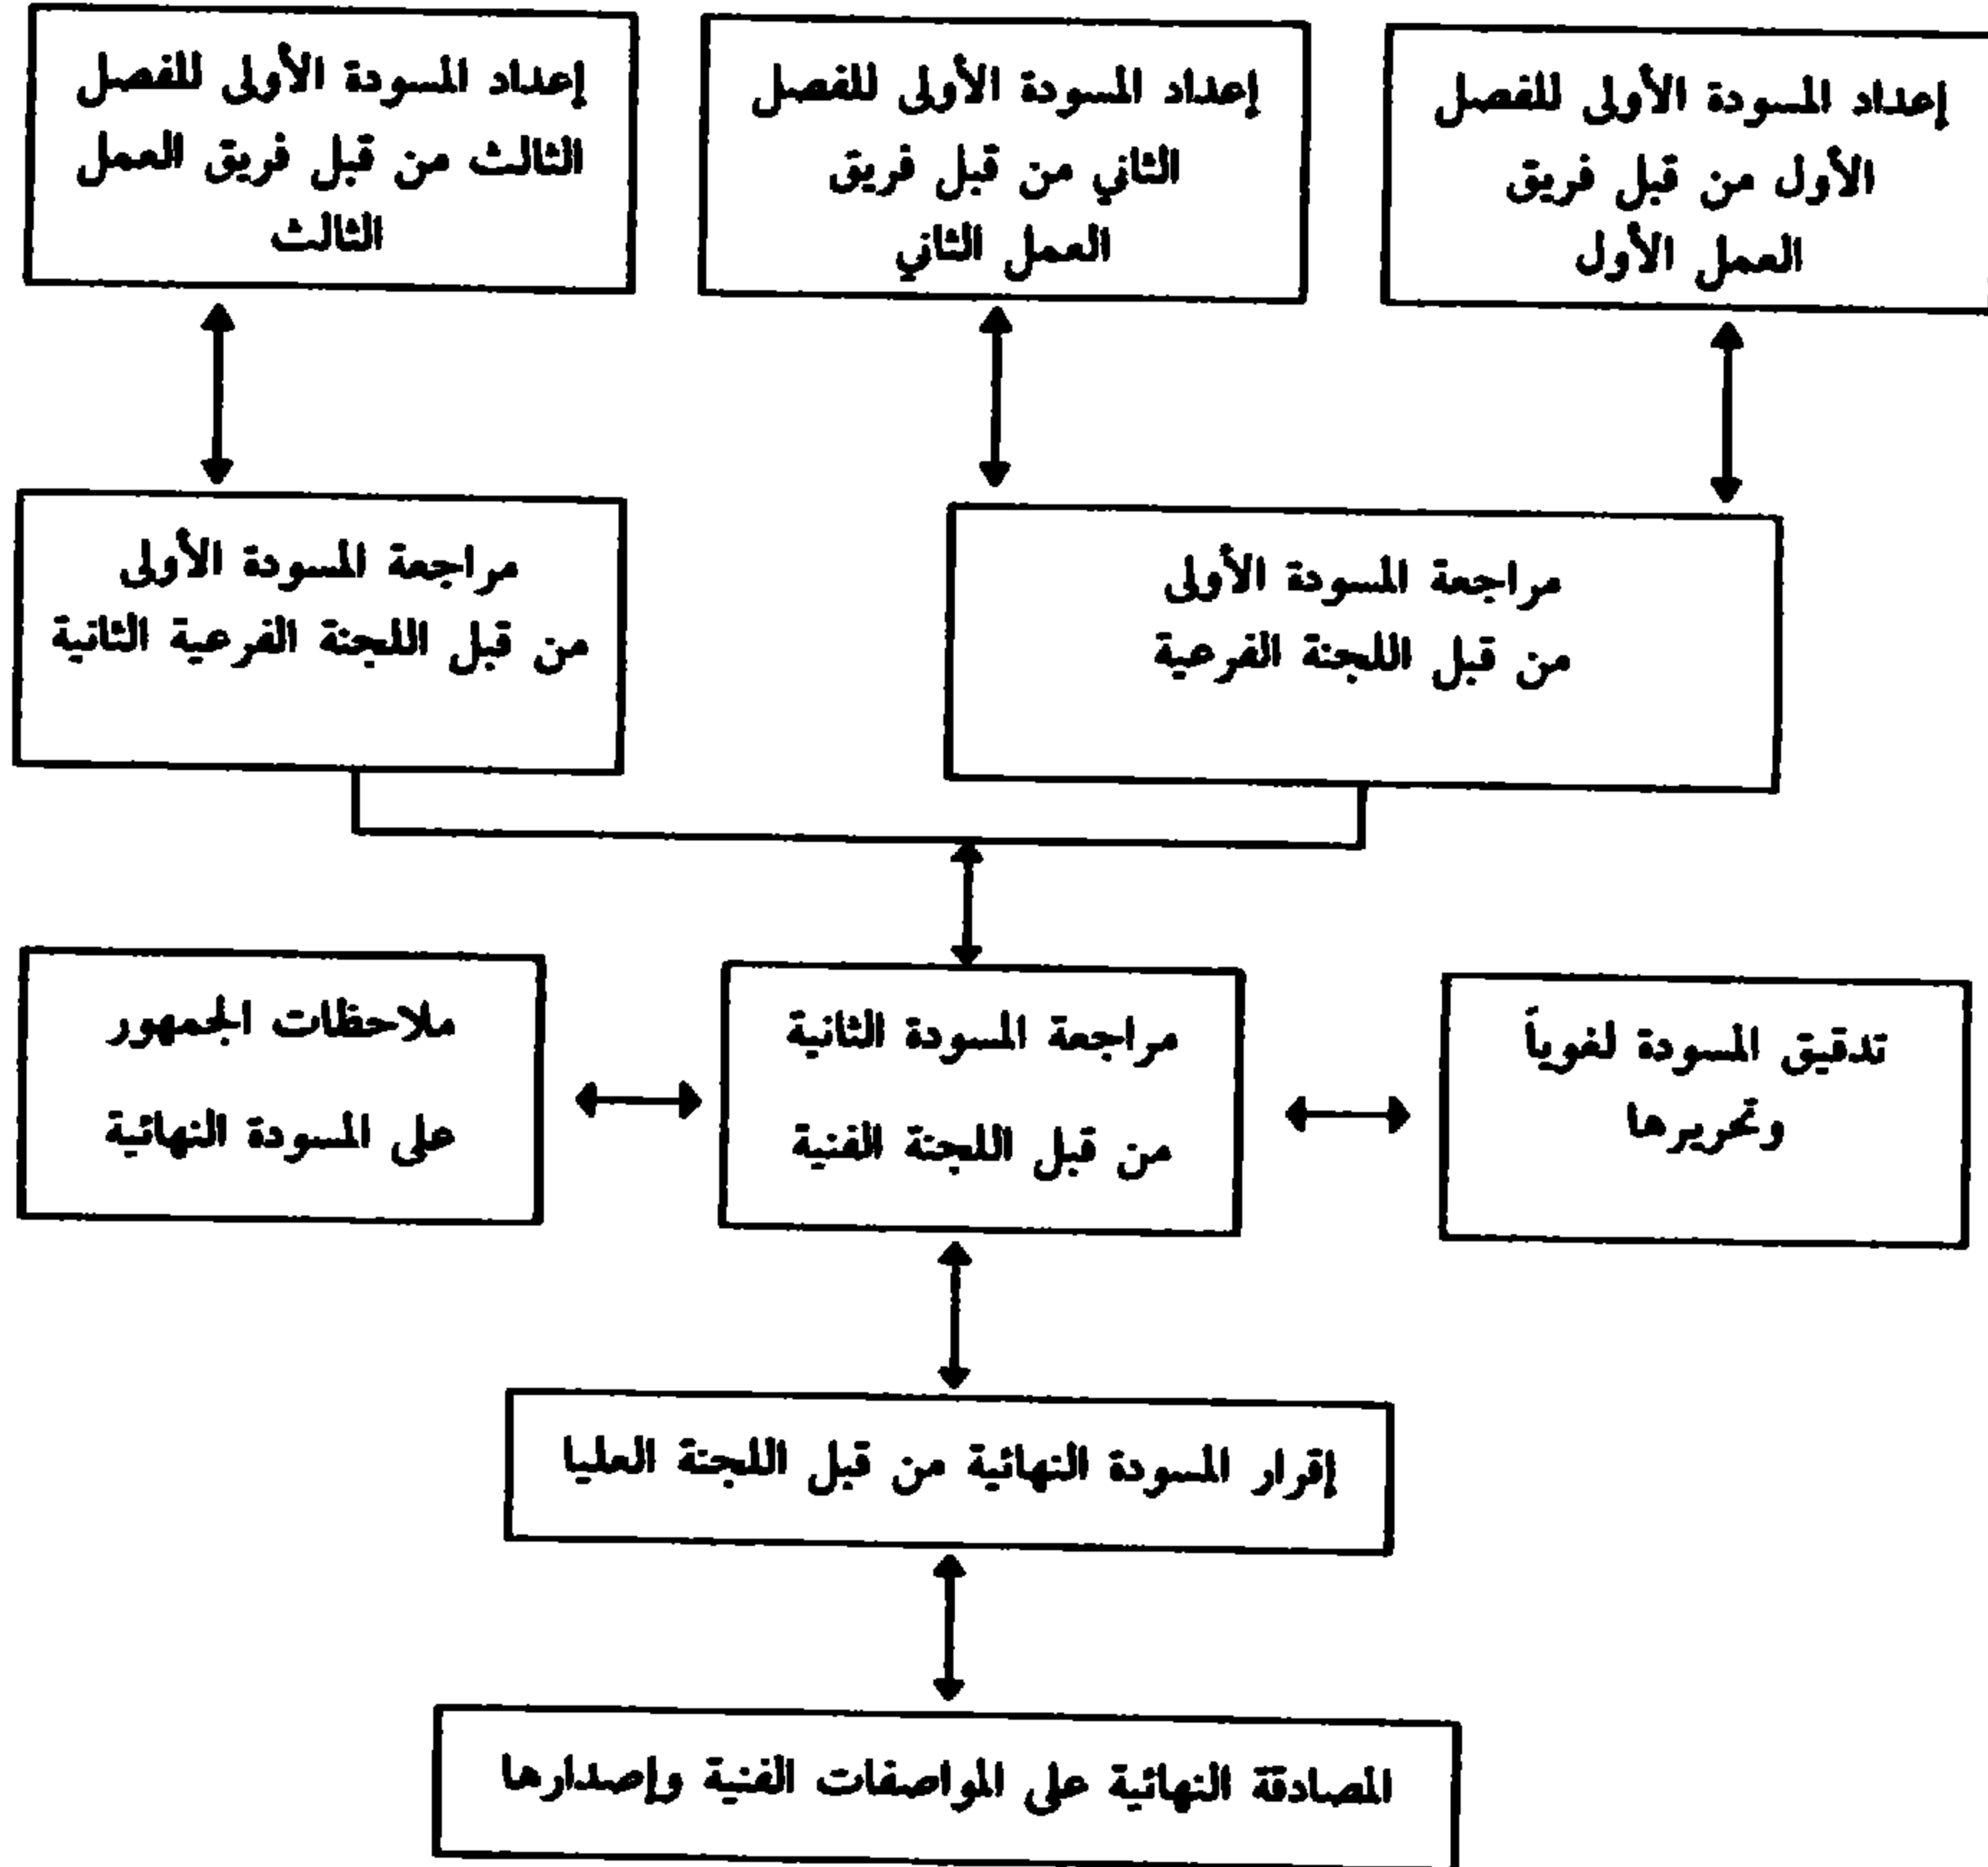 إعداد المسودة الأولى للفصل
الأول من قبل فريق
العمل الأول
إعداد المسودة الأولى للفصل
الثاني من قبل فريق
العمل الثاني
إعداد المسودة الأولى للفصل
الثالث من قبل فريق العمل
الثالث
مراجعة المسودة الأولى
من قبل اللجنة الفرعية
مراجعة المسودة الأولى
من قبل اللجنة الفرعية الثانية
تدقيق المسودة لغوياً
وتحريرها
مراجعة المسودة الثانية
من قبل اللجنة الفنية
ملاحظات الجمهور
على المسودة النهائية
إقرار المسودة النهائية من قبل اللجنة العليا
المصادقة النهائية على المواصفات الفنية وإصدارها